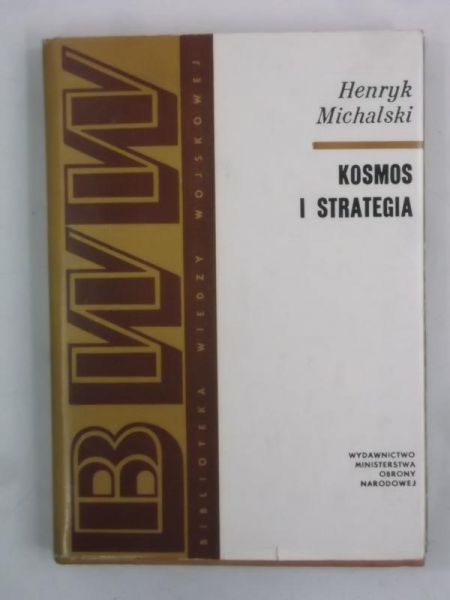 BWW
BIBLIOTEKA WIEDZY WOJSKOWEJ
Henryk
Michalski
KOSMOS
I STRATEGIA
WYDAWNICTWO
MINISTERSTWA
OBRONY
NARODOWEJ